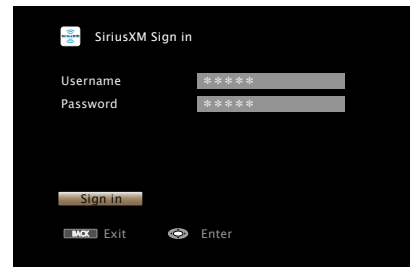 SiriusXM Sign in
Username *****
Password *****
Sign in
BACK Exit Enter